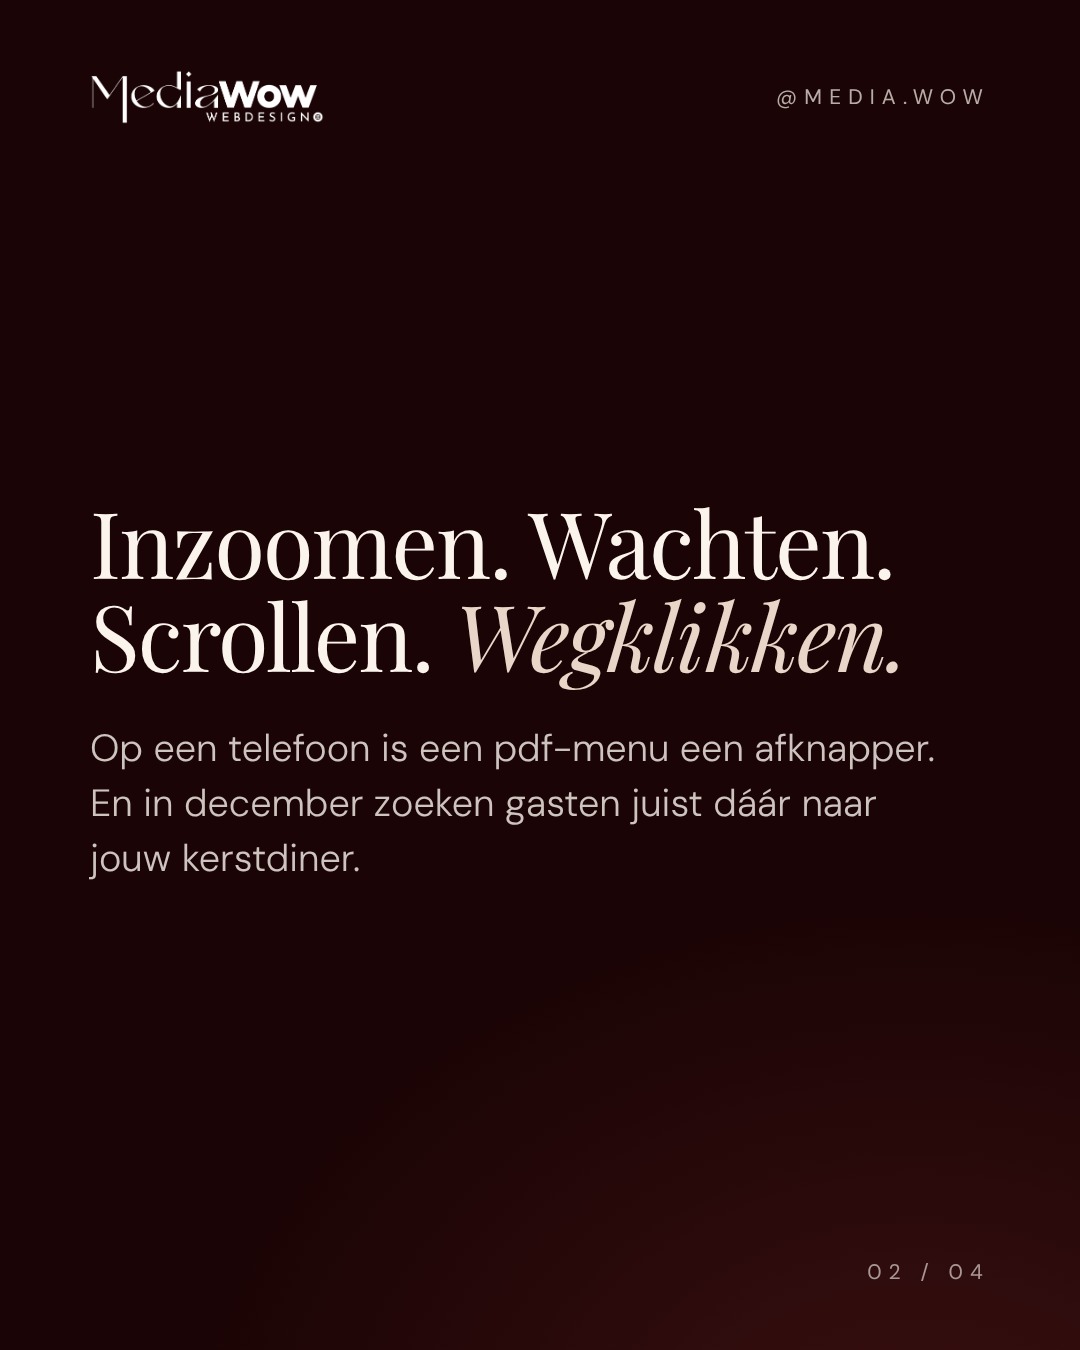 MediaWow
WEBDESIGN
@MEDIA.WOW
Inzoomen. Wachten.
Scrollen. Wegklikken.
Op een telefoon is een pdf-menu een afknapper.
En in december zoeken gasten juist dáár naar
jouw kerstdiner.
02 / 04